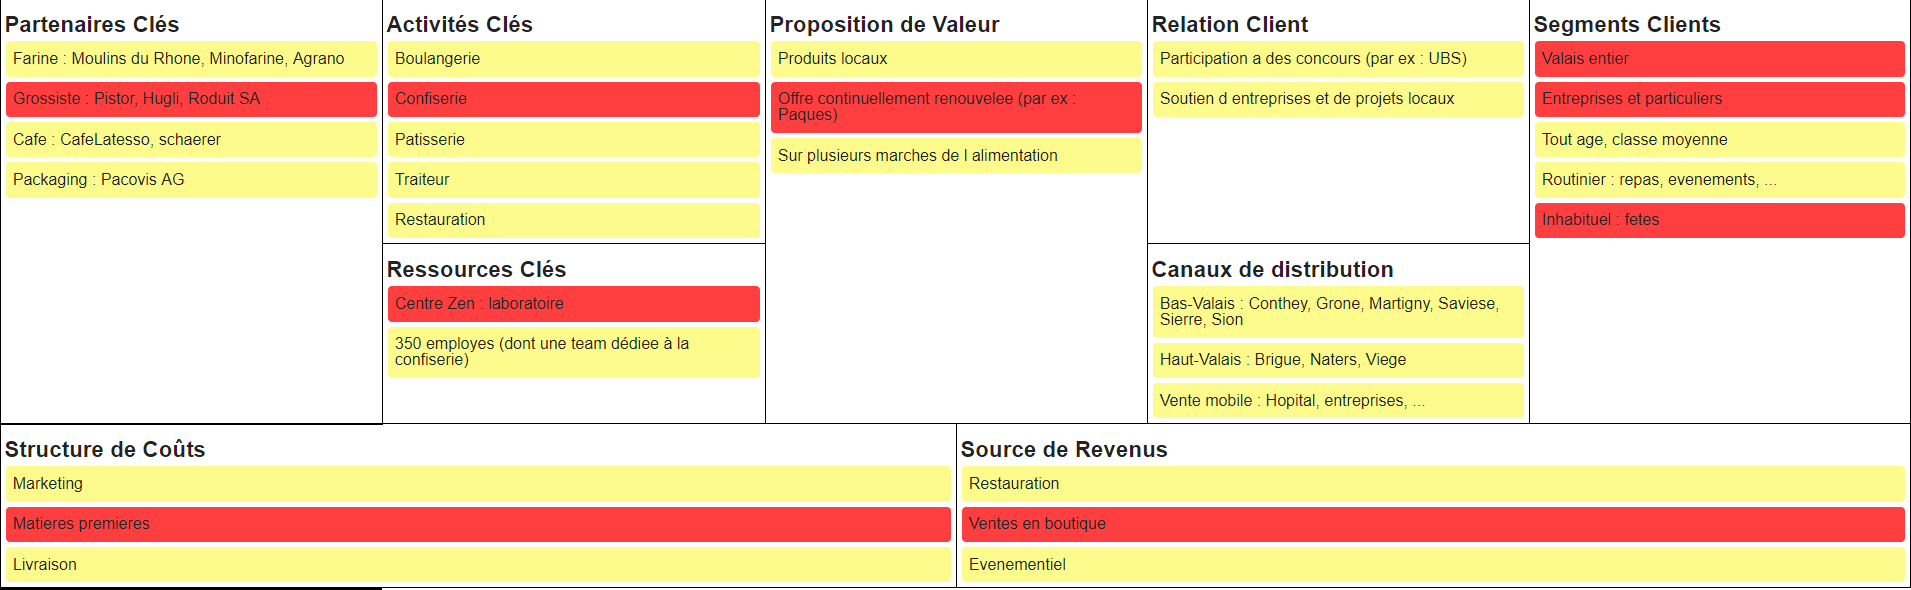 Partenaires Clés
Farine : Moulins du Rhone, Minofarine, Agrano
Grossiste : Pistor, Hugli, Roduit SA
Cafe : CafeLatesso, schaerer
Packaging : Pacovis AG
Activités Clés
Boulangerie
Confiserie
Patisserie
Traiteur
Restauration
Ressources Clés
Centre Zen : laboratoire
350 employes (dont une team dédiee à la
confiserie)
Proposition de Valeur
Produits locaux
Offre continuellement renouvelee (par ex :
Paques)
Sur plusieurs marches de l alimentation
Relation Client
Participation a des concours (par ex : UBS)
Soutien d entreprises et de projets locaux
Canaux de distribution
Bas-Valais : Conthey, Grone, Martigny, Saviese,
Sierre, Sion
Haut-Valais : Brigue, Naters, Viege
Vente mobile : Hopital, entreprises, ...
Segments Clients
Valais entier
Entreprises et particuliers
Tout age, classe moyenne
Routinier : repas, evenements, ...
Inhabituel : fetes
Structure de Coûts
Marketing
Matieres premieres
Livraison
Source de Revenus
Restauration
Ventes en boutique
Evenementiel